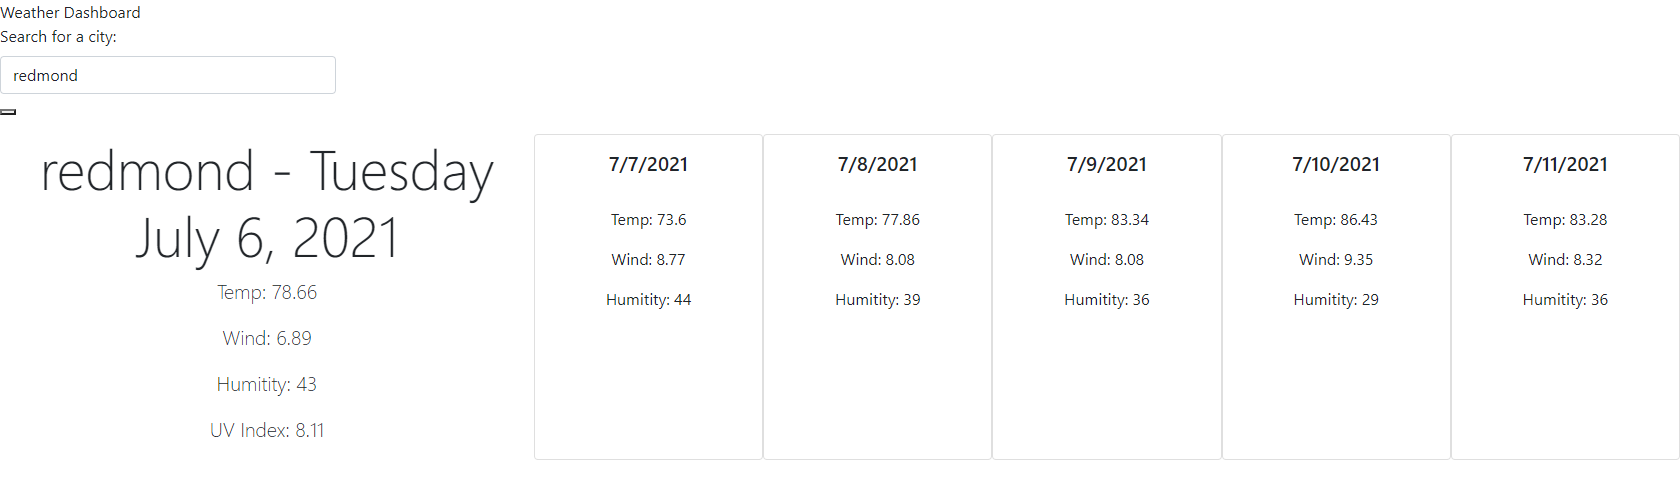 Weather Dashboard
Search for a city:
redmond
redmond - Tuesday
July 6, 2021
Temp: 78.66
Wind: 6.89
Humitity: 43
UV Index: 8.11
7/7/2021
Temp: 73.6
Wind: 8.77
Humitity: 44
7/8/2021
Temp: 77.86
Wind: 8.08
Humitity: 39
7/9/2021
Temp: 83.34
Wind: 8.08
Humitity: 36
7/10/2021
Temp: 86.43
Wind: 9.35
Humitity: 29
7/11/2021
Temp: 83.28
Wind: 8.32
Humitity: 36